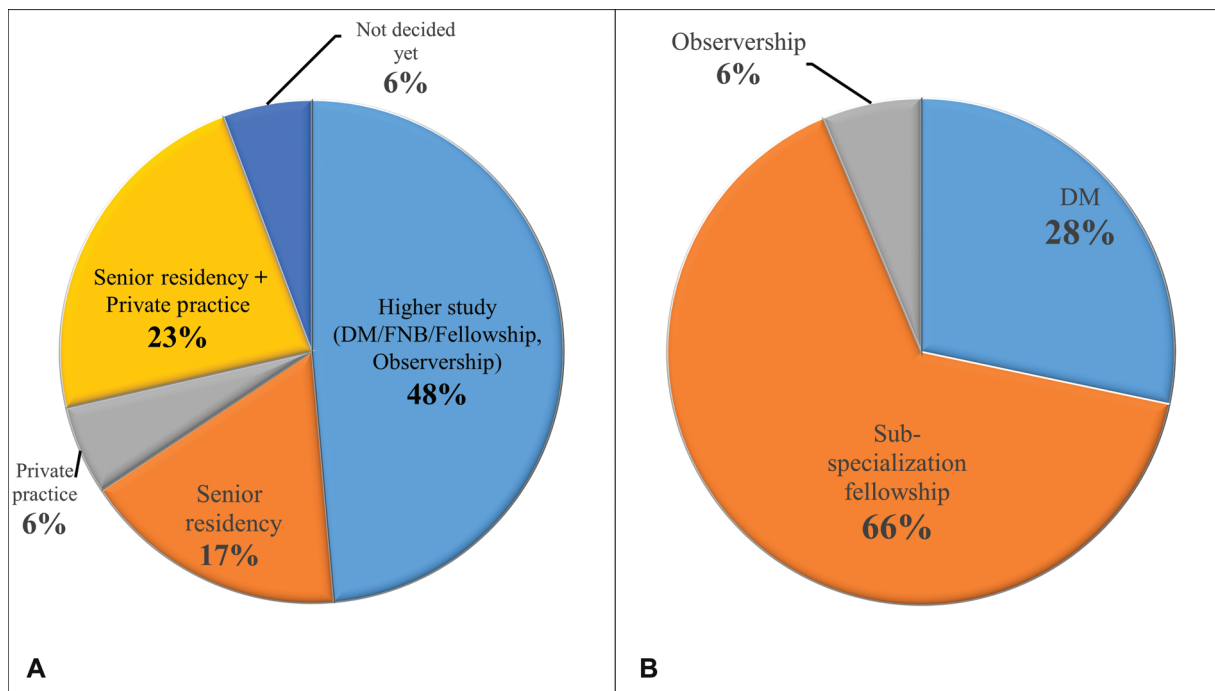 Not decided
yet
6%
Higher study
(DM/FNB/Fellowship,
Observership)
48%
Senior residency +
Private practice
23%
Private
practice
6%
Senior
residency
17%
A
Observership
6%
DM
28%
Sub-
specialization
fellowship
66%
B